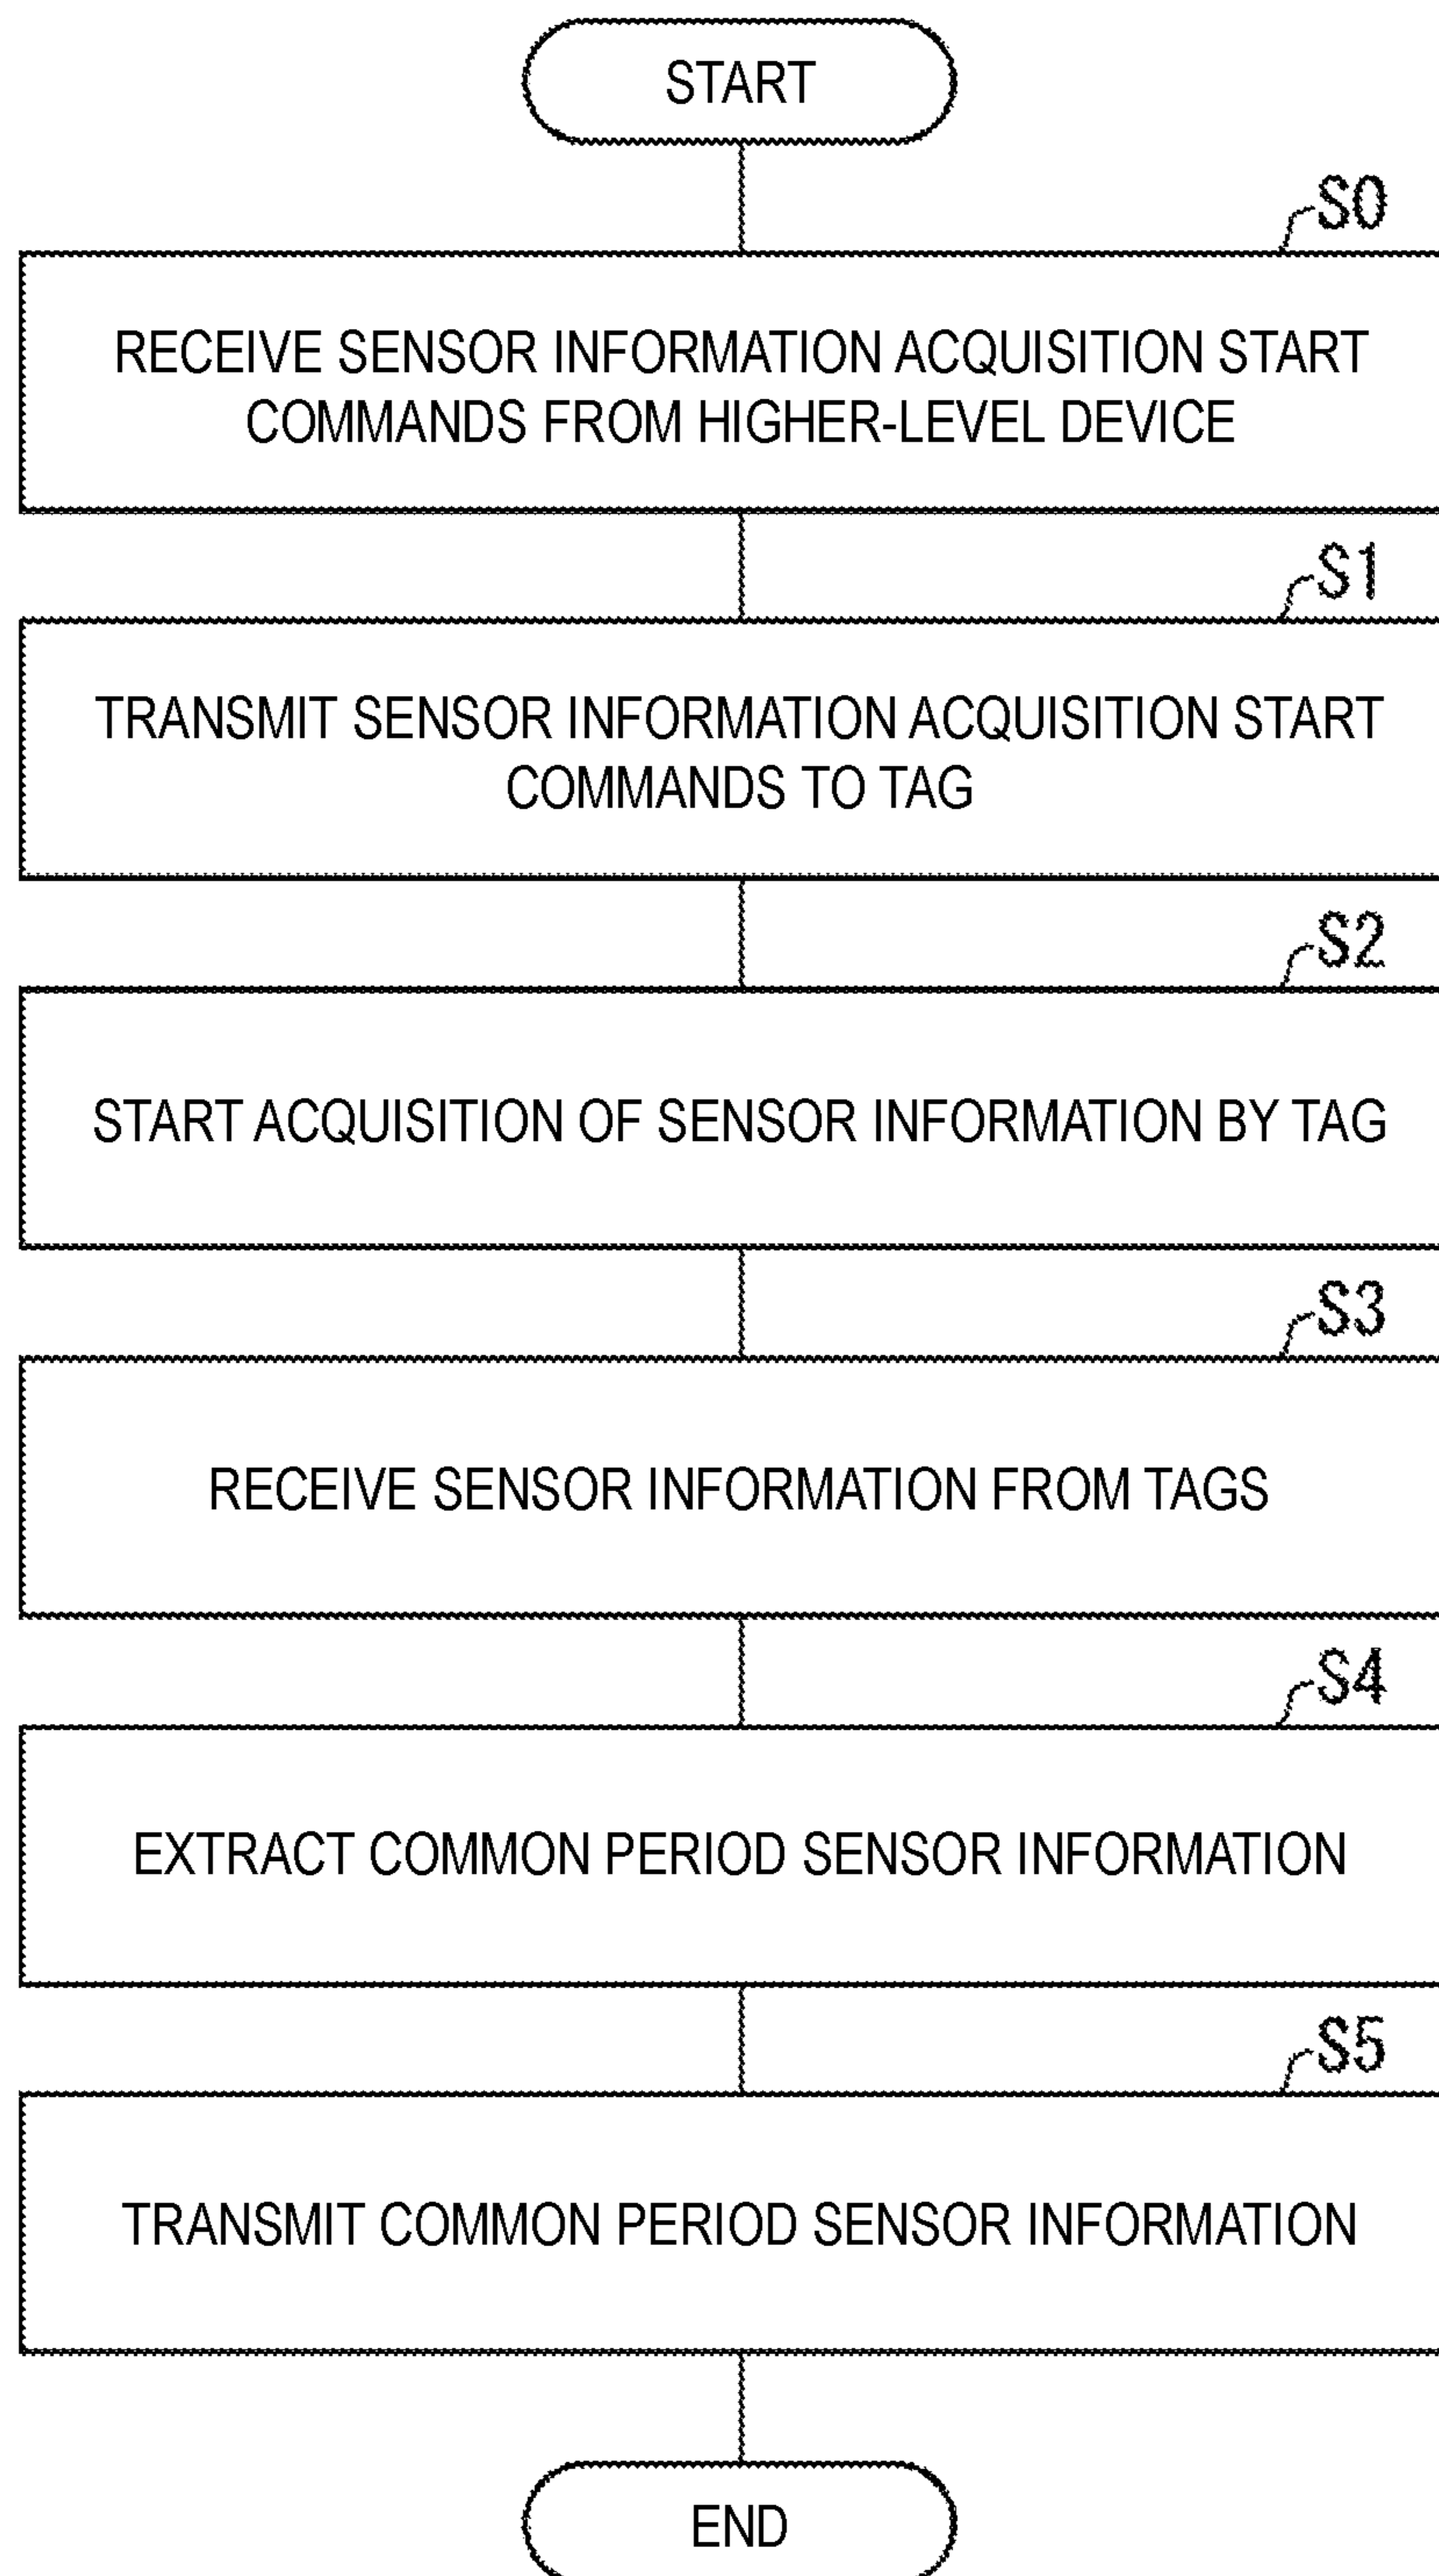 START
S0
RECEIVE SENSOR INFORMATION ACQUISITION START
COMMANDS FROM HIGHER-LEVEL DEVICE
S1
TRANSMIT SENSOR INFORMATION ACQUISITION START
COMMANDS TO TAG
S2
START ACQUISITION OF SENSOR INFORMATION BY TAG
S3
RECEIVE SENSOR INFORMATION FROM TAGS
S4
EXTRACT COMMON PERIOD SENSOR INFORMATION
S5
TRANSMIT COMMON PERIOD SENSOR INFORMATION
END